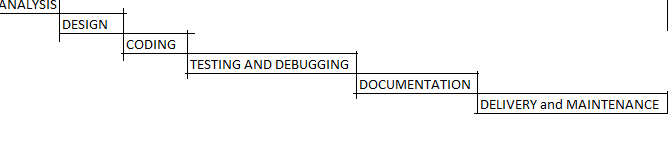 ANALYSIS
DESIGN
CODING
TESTING AND DEBUGGING
DOCUMENTATION
DELIVERY and MAINTENANCE